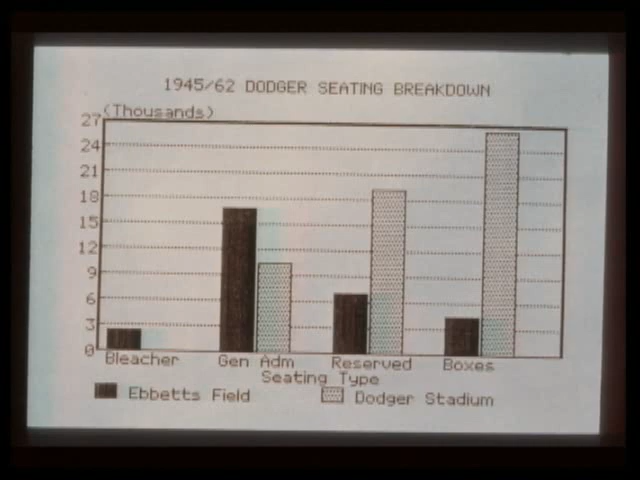 1945/62 DODGER SEATING BREAKDOWN
(Thousands)
27
24
21
18
15
12
9
6
3
0
Bleacher Gen Adm Reserved Boxes
Seating Type
Ebbetts Field Dodger Stadium